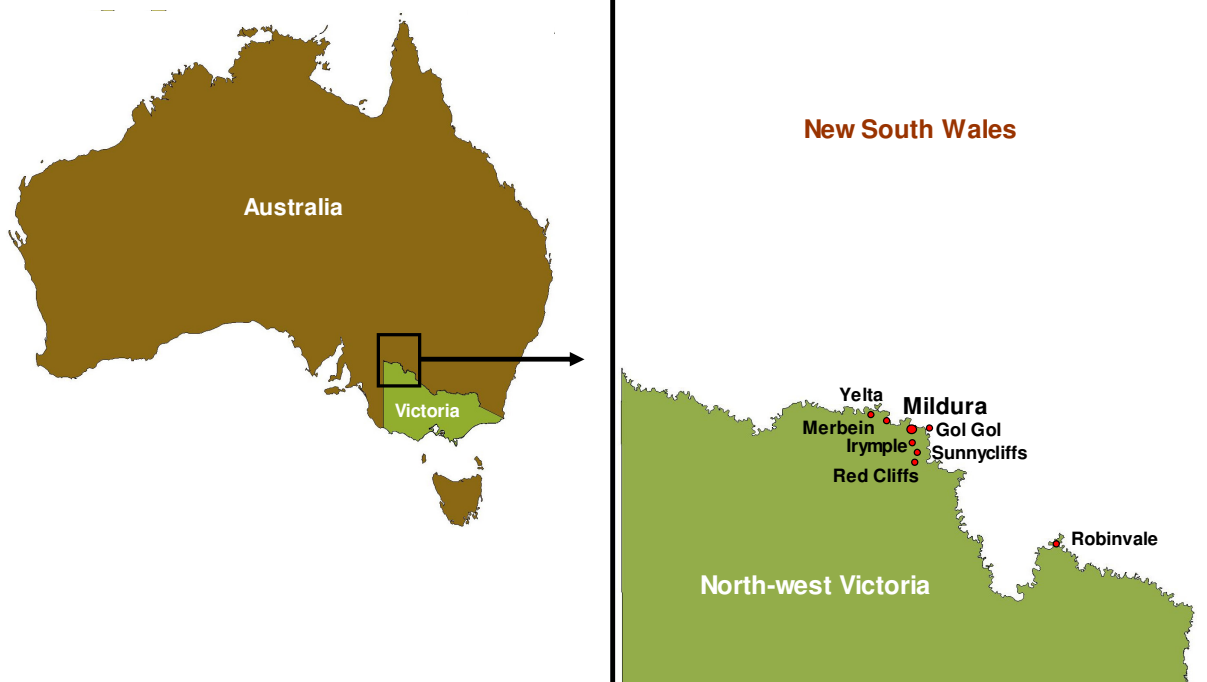 Australia
Victoria
New South Wales
Yelta
Mildura
Merbein
Gol Gol
Irymple
Sunnycliffs
Red Cliffs
Robinvale
North-west Victoria